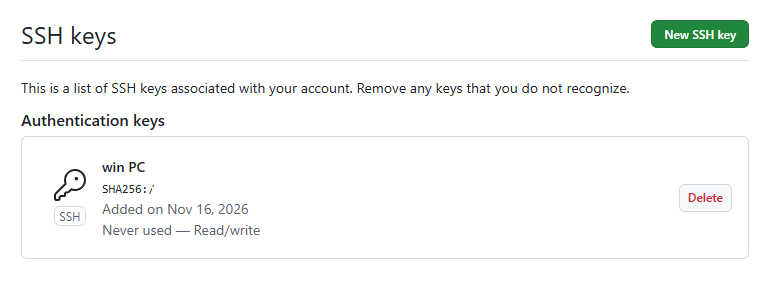 SSH keys
New SSH key
This is a list of SSH keys associated with your account. Remove any keys that you do not recognize.
Authentication keys
win PC
SHA256:/
SSH
Added on Nov 16, 2026
Never used — Read/write
Delete